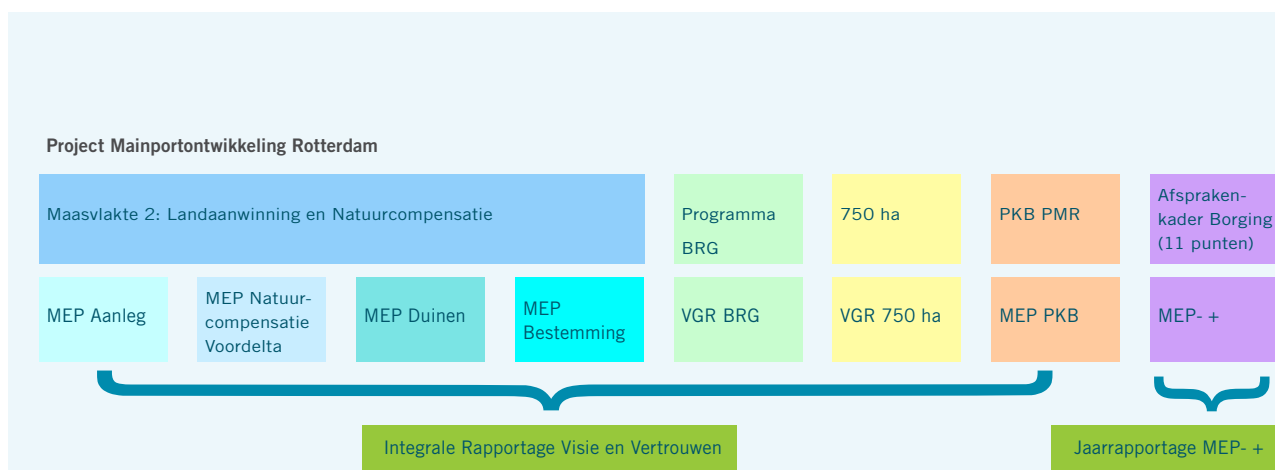 Project Mainportontwikkeling Rotterdam
Maasvlakte 2: Landaanwinning en Natuurcompensatie
Programma
BRG
750 ha
PKB PMR
Afspraken-
kader Borging
(11 punten)
MEP Aanleg
MEP Natuur-
compensatie
Voordelta
MEP Duinen
MEP
Bestemming
VGR BRG
VGR 750 ha
MEP PKB
MEP- +
Integrale Rapportage Visie en Vertrouwen
Jaarrapportage MEP- +